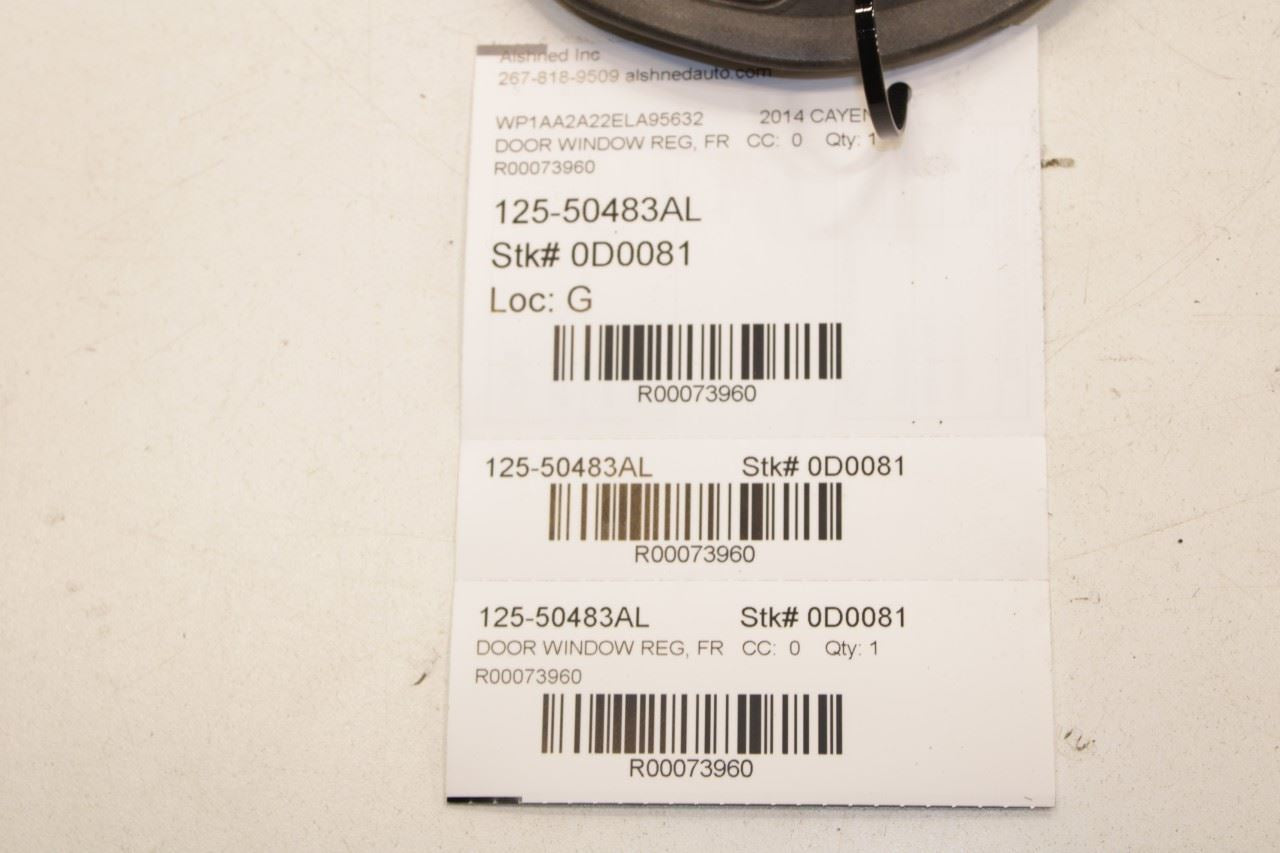 Alshned Inc
267-818-9509 alshnedauto.com
WP1AA2A22ELA95632 2014 CAYEN
DOOR WINDOW REG, FR CC: 0 Qty: 1
R00073960
125-50483AL
Stk# 0D0081
Loc: G
R00073960
125-50483AL Stk# 0D0081
R00073960
125-50483AL Stk# 0D0081
DOOR WINDOW REG, FR CC: 0 Qty: 1
R00073960
R00073960